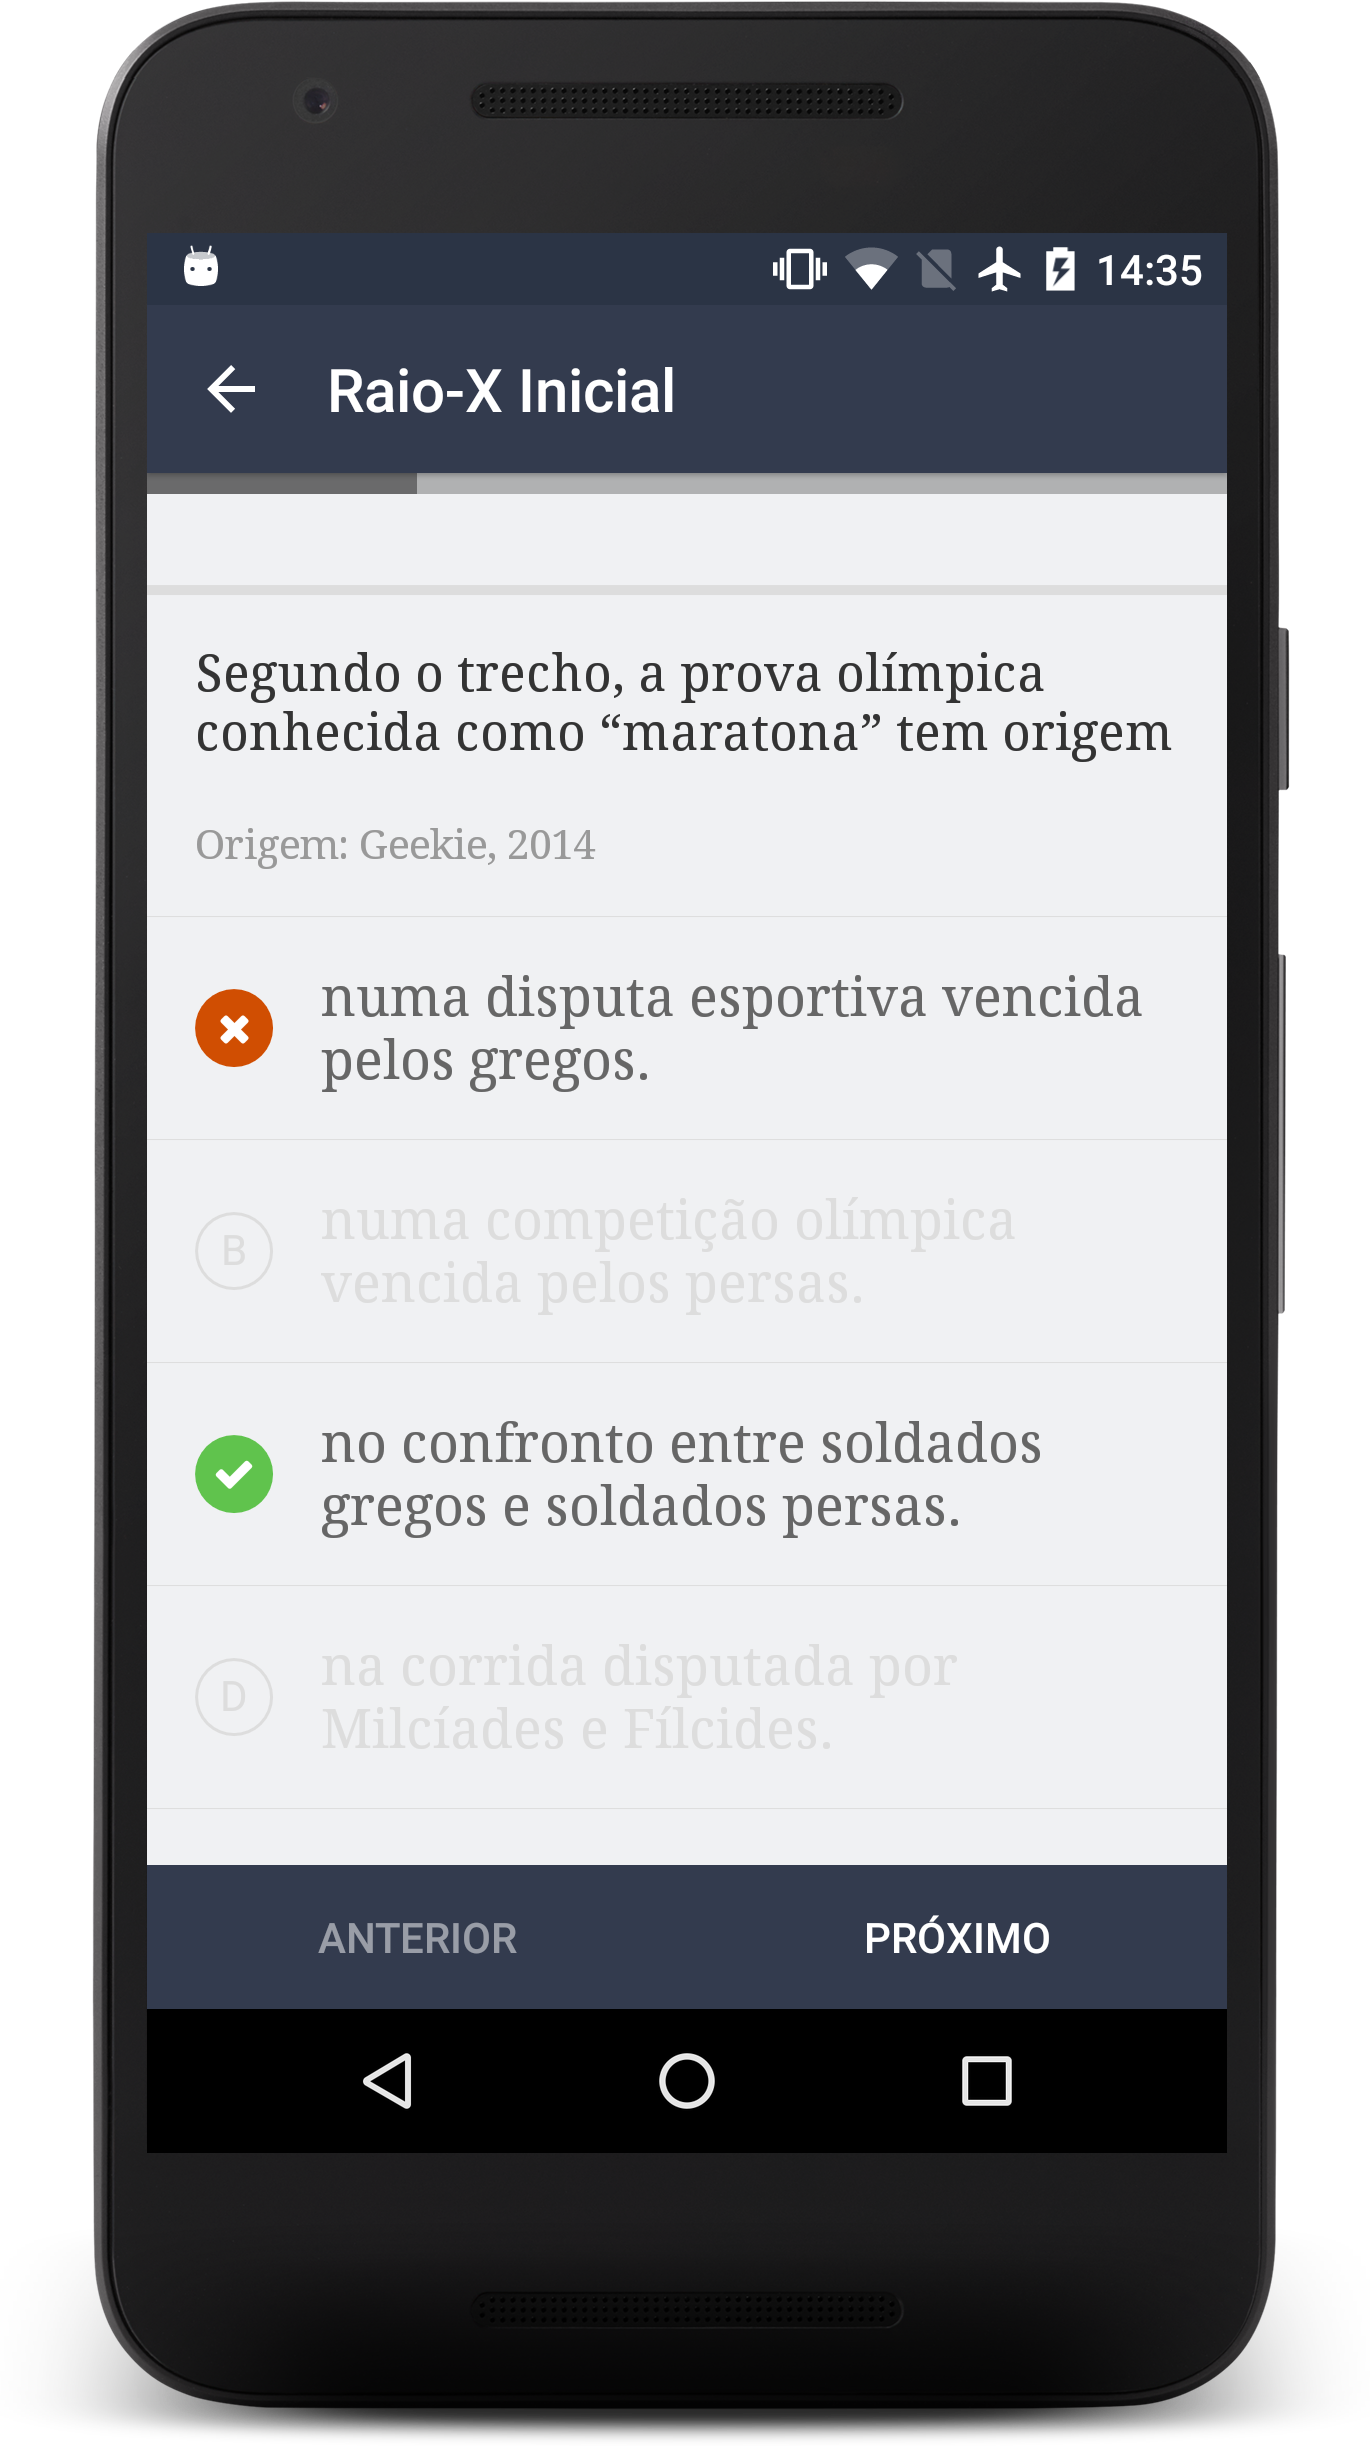 14:35
Raio-X Inicial
Segundo o trecho, a prova olímpica
conhecida como “maratona” tem origem
Origem: Geekie, 2014
numa disputa esportiva vencida
pelos gregos.
B
numa competição olímpica
vencida pelos persas.
no confronto entre soldados
gregos e soldados persas.
D
na corrida disputada por
Milcíades e Fílcides.
ANTERIOR
PRÓXIMO